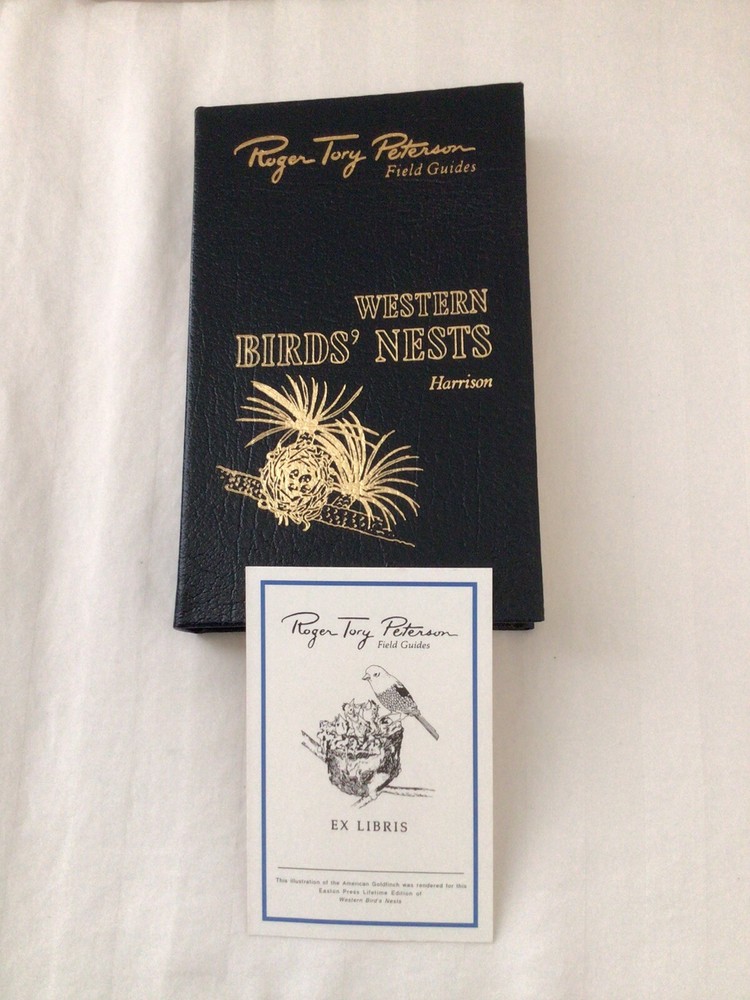 Roger Tory Peterson
Field Guides
WESTERN
BIRDS' NESTS
Harrison
Roger Tory Peterson
Field Guides
EX LIBRIS
This illustration of the American Goldfinch was rendered for this
Easton Press Lifetime Edition of
Western Bird's Nests